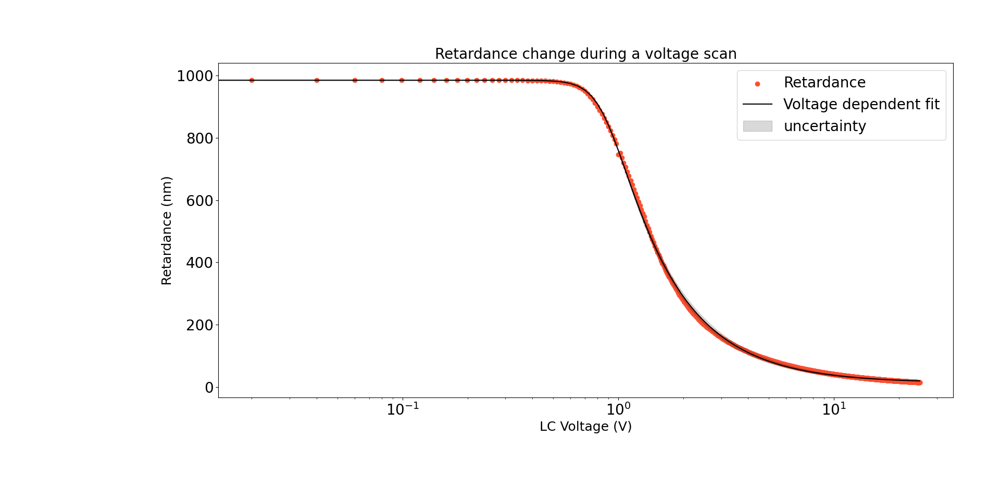 Retardance change during a voltage scan
1000
800
600
400
200
0
Retardance (nm)
Retardance
Voltage dependent fit
uncertainty
10⁻¹
10⁰
10¹
LC Voltage (V)